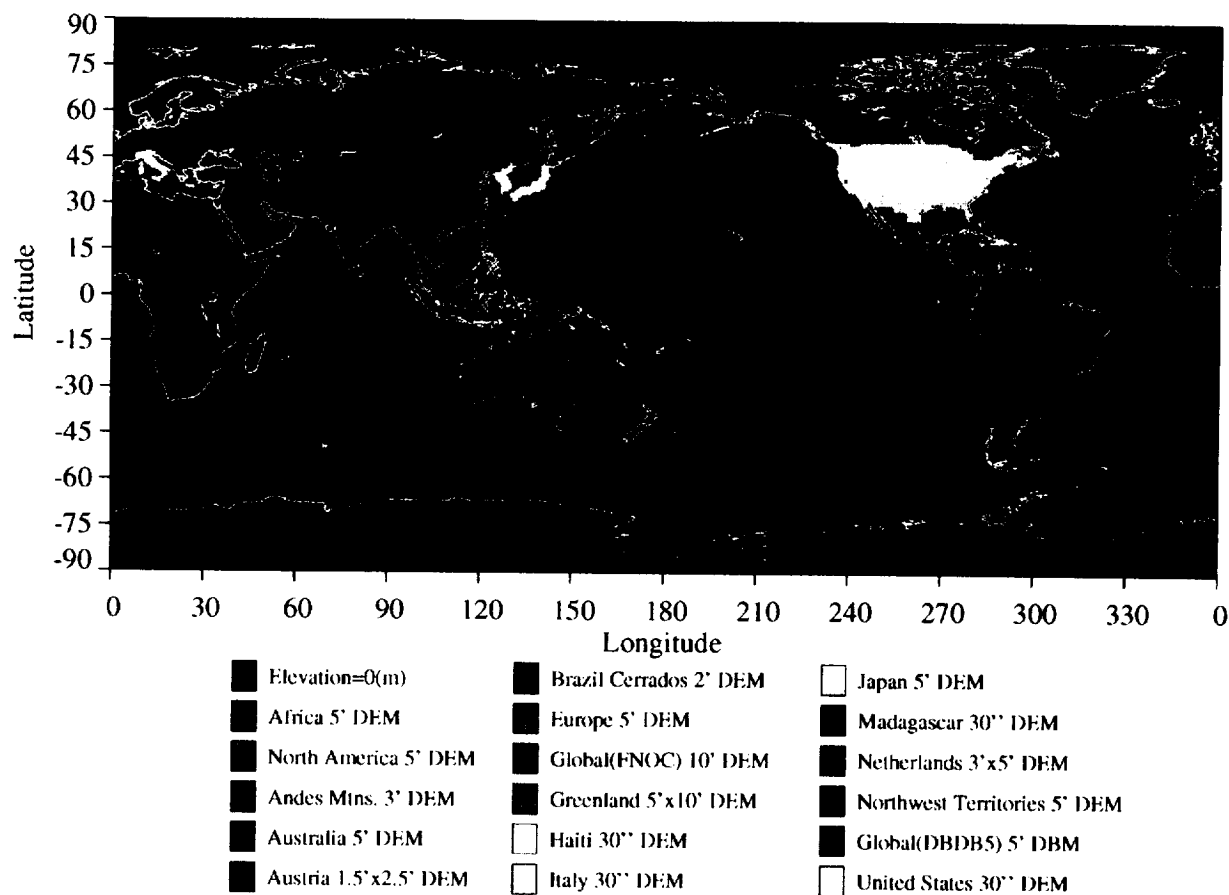 90
75
60
45
30
15
0
-15
-30
-45
-60
-75
-90
Latitude
0 30 60 90 120 150 180 210 240 270 300 330 0
Longitude
Elevation=0(m)
Africa 5' DEM
North America 5' DEM
Andes Mtns. 3' DEM
Australia 5' DEM
Austria 1.5'x2.5' DEM
Brazil Cerrados 2' DEM
Europe 5' DEM
Global(FNOC) 10' DEM
Greenland 5'x10' DEM
Haiti 30'' DEM
Italy 30'' DEM
Japan 5' DEM
Madagascar 30'' DEM
Netherlands 3'x5' DEM
Northwest Territories 5' DEM
Global(DBDB5) 5' DBM
United States 30'' DEM